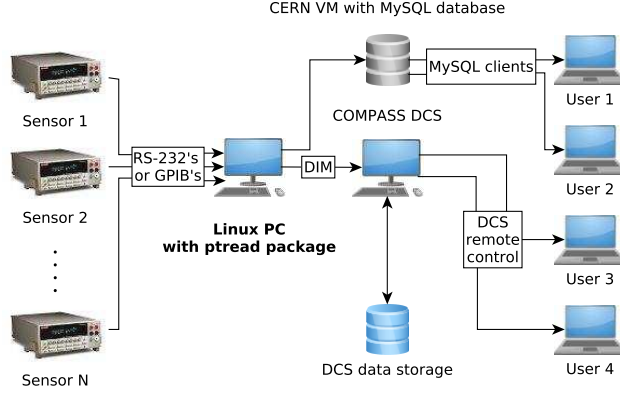 CERN VM with MySQL database
MySQL clients
User 1
Sensor 1
COMPASS DCS
RS-232's
or GPIB's
DIM
User 2
Sensor 2
Linux PC
with ptread package
DCS
remote
control
User 3
DCS data storage
User 4
Sensor N